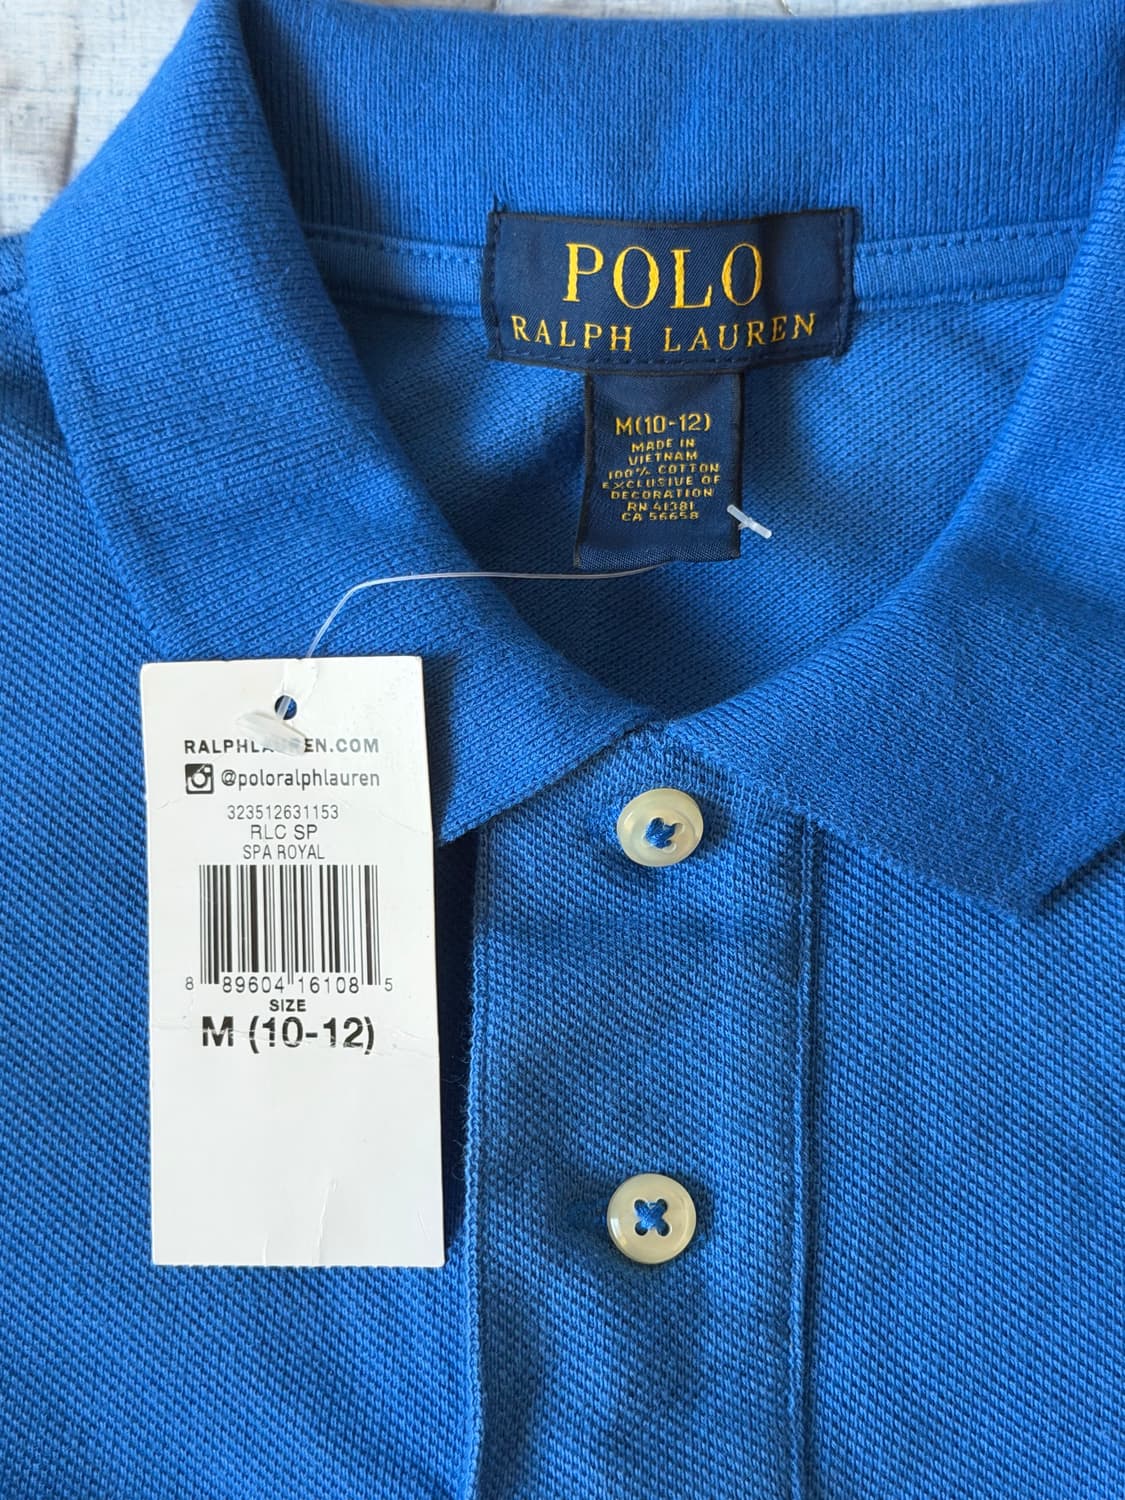 POLO
RALPH LAUREN
M(10-12)
MADE IN
VIETNAM
100% COTTON
EXCLUSIVE OF
DECORATION
RN 41381
CA 56658
RALPHLAUREN.COM
@poloralphlauren
323512631153
RLC SP
SPA ROYAL
8 89604 16108 5
SIZE
M (10-12)